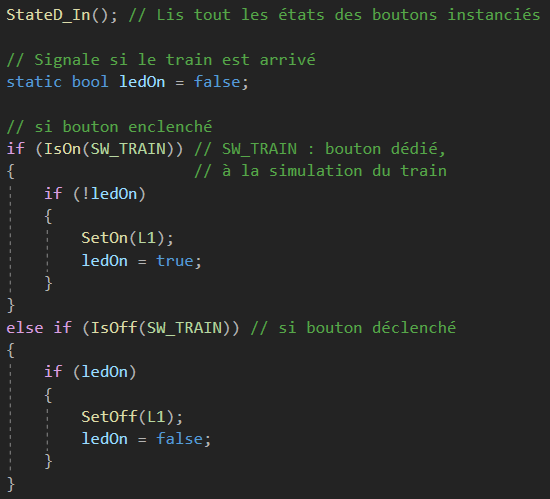 StateD_In(); // Lis tout les états des boutons instanciés
// Signale si le train est arrivé
static bool ledOn = false;
// si bouton enclenché
if (IsOn(SW_TRAIN)) // SW_TRAIN : bouton dédié,
{ // à la simulation du train
if (!ledOn)
{
SetOn(L1);
ledOn = true;
}
}
else if (IsOff(SW_TRAIN)) // si bouton déclenché
{
if (ledOn)
{
SetOff(L1);
ledOn = false;
}
}